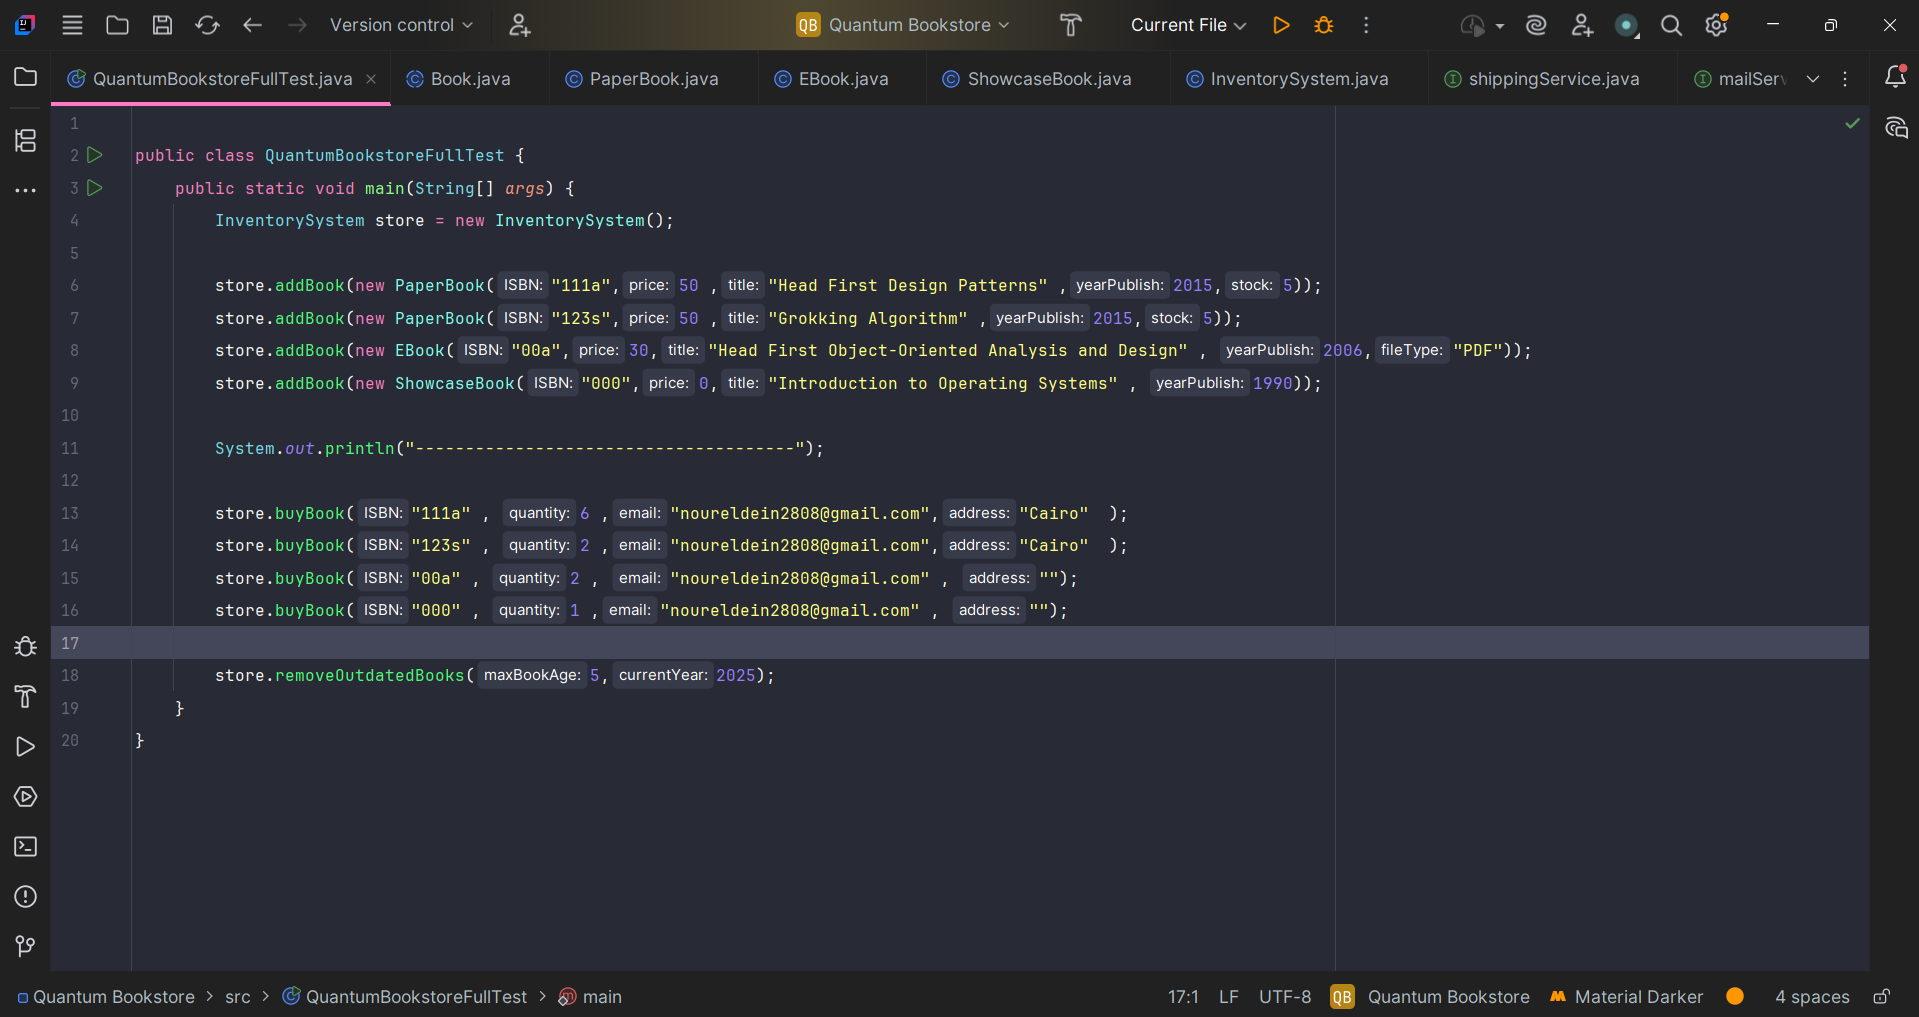 Version control QB Quantum Bookstore Current File
QuantumBookstoreFullTest.java Book.java PaperBook.java EBook.java ShowcaseBook.java InventorySystem.java shippingService.java mailSer
1
2 public class QuantumBookstoreFullTest {
3 public static void main(String[] args) {
4 InventorySystem store = new InventorySystem();
5
6 store.addBook(new PaperBook( ISBN: "111a", price: 50 , title: "Head First Design Patterns" , yearPublish: 2015, stock: 5));
7 store.addBook(new PaperBook( ISBN: "123s", price: 50 , title: "Grokking Algorithm" , yearPublish: 2015, stock: 5));
8 store.addBook(new EBook( ISBN: "00a", price: 30, title: "Head First Object-Oriented Analysis and Design" , yearPublish: 2006, fileType: "PDF"));
9 store.addBook(new ShowcaseBook( ISBN: "000", price: 0, title: "Introduction to Operating Systems" , yearPublish: 1990));
10
11 System.out.println("--------------------------------------");
12
13 store.buyBook( ISBN: "111a" , quantity: 6 , email: "noureldein2808@gmail.com", address: "Cairo" );
14 store.buyBook( ISBN: "123s" , quantity: 2 , email: "noureldein2808@gmail.com", address: "Cairo" );
15 store.buyBook( ISBN: "00a" , quantity: 2 , email: "noureldein2808@gmail.com" , address: "");
16 store.buyBook( ISBN: "000" , quantity: 1 , email: "noureldein2808@gmail.com" , address: "");
17
18 store.removeOutdatedBooks( maxBookAge: 5, currentYear: 2025);
19 }
20 }
Quantum Bookstore > src > QuantumBookstoreFullTest > main 17:1 LF UTF-8 QB Quantum Bookstore Material Darker 4 spaces